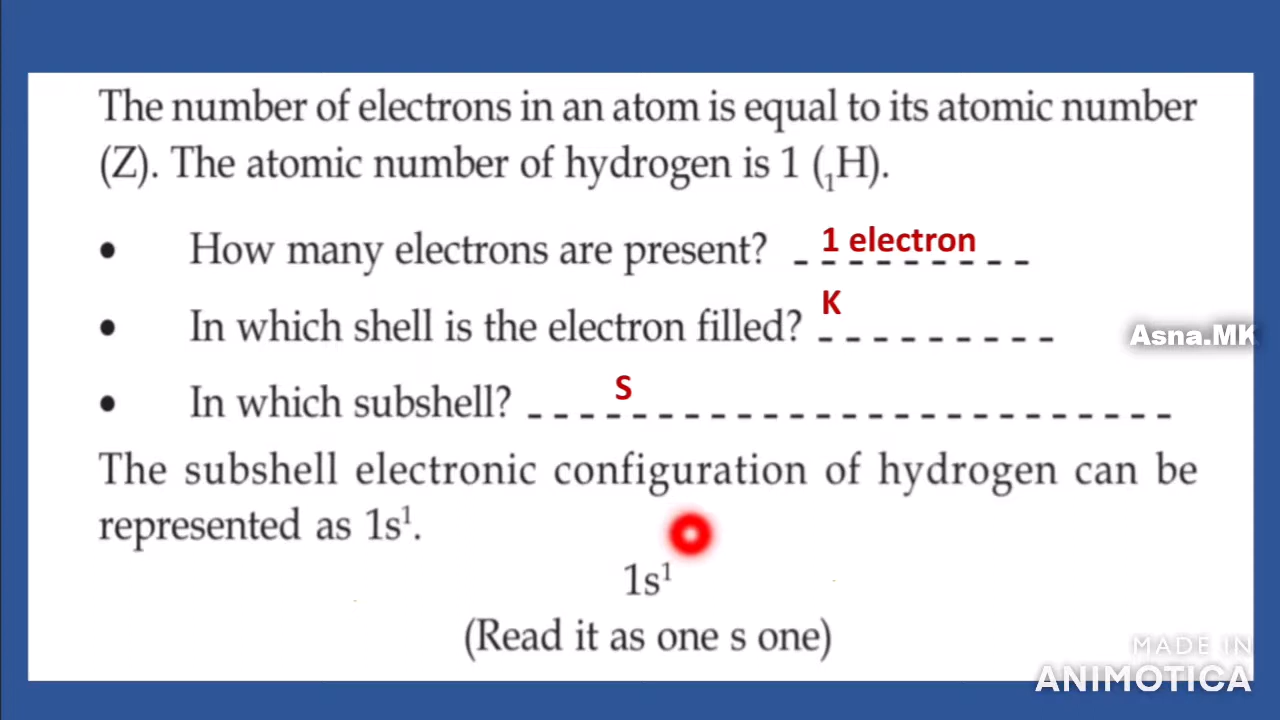 The number of electrons in an atom is equal to its atomic number
(Z). The atomic number of hydrogen is 1 (₁H).
• How many electrons are present? 1 electron
• In which shell is the electron filled? K
• In which subshell? S
The subshell electronic configuration of hydrogen can be
represented as 1s¹.
1s¹
(Read it as one s one)
Asna.MK
MADE IN
ANIMOTICA